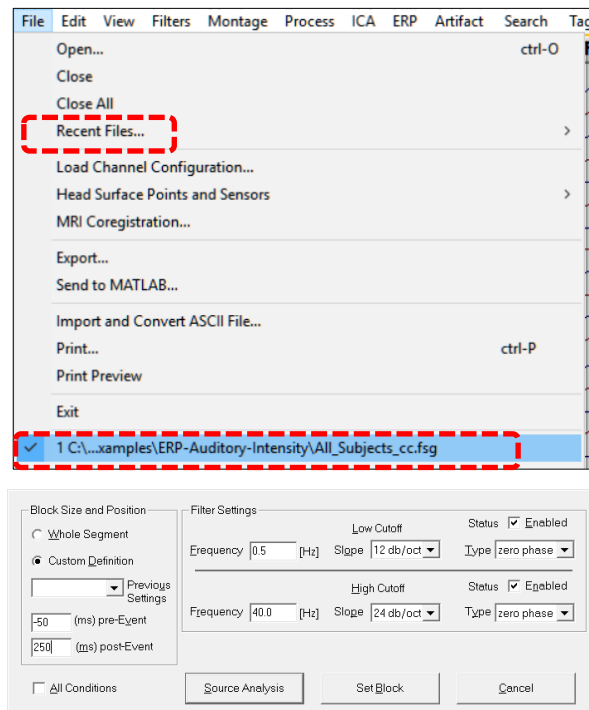 File Edit View Filters Montage Process ICA ERP Artifact Search Tag
Open... ctrl-O
Close
Close All
Recent Files... >
Load Channel Configuration...
Head Surface Points and Sensors >
MRI Coregistration...
Export...
Send to MATLAB...
Import and Convert ASCII File...
Print... ctrl-P
Print Preview
Exit
✓ 1 C:\...xamples\ERP-Auditory-Intensity\All_Subjects_cc.fsg
Block Size and Position
Whole Segment
Custom Definition
Previous
Settings
-50 (ms) pre-Event
250 (ms) post-Event
Filter Settings
Low Cutoff Status Enabled
Frequency 0.5 [Hz] Slope 12 db/oct Type zero phase
High Cutoff Status Enabled
Frequency 40.0 [Hz] Slope 24 db/oct Type zero phase
All Conditions Source Analysis Set Block Cancel